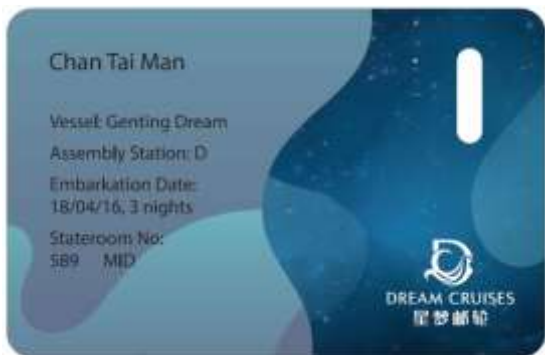 Chan Tai Man
Vessel: Genting Dream
Assembly Station: D
Embarkation Date:
18/04/16, 3 nights
Stateroom No:
589 MID
DREAM CRUISES
星梦邮轮